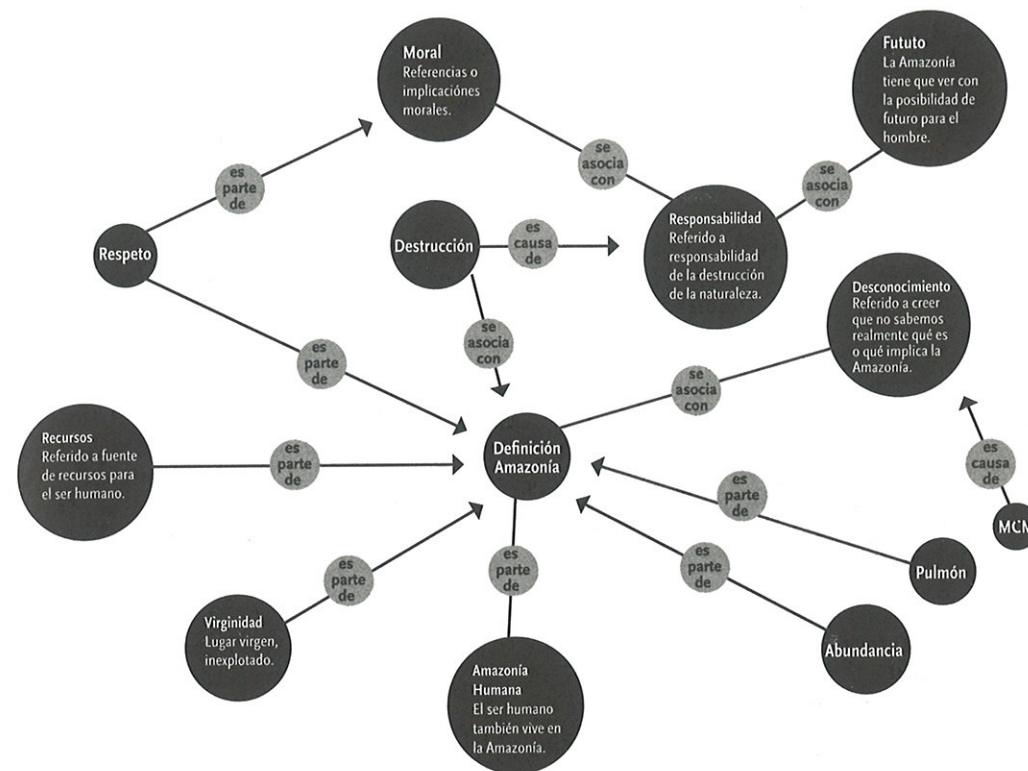 Moral
Referencias o
implicaciónes
morales.
Fututo
La Amazonía
tiene que ver con
la posibilidad de
futuro para el
hombre.
se
asocia
con
se
asocia
con
es
parte
de
Respeto
Destrucción
es
causa
de
Responsabilidad
Referido a
responsabilidad
de la destrucción
de la naturaleza.
Desconocimiento
Referido a creer
que no sabemos
realmente qué es
o qué implica la
Amazonía.
es
parte
de
se
asocia
con
se
asocia
con
Recursos
Referido a fuente
de recursos para
el ser humano.
es
parte
de
Definición
Amazonía
es
causa
de
MCM
es
parte
de
Pulmón
es
parte
de
es
parte
de
es
parte
de
Virginidad
Lugar virgen,
inexplotado.
Amazonía
Humana
El ser humano
también vive en
la Amazonía.
Abundancia